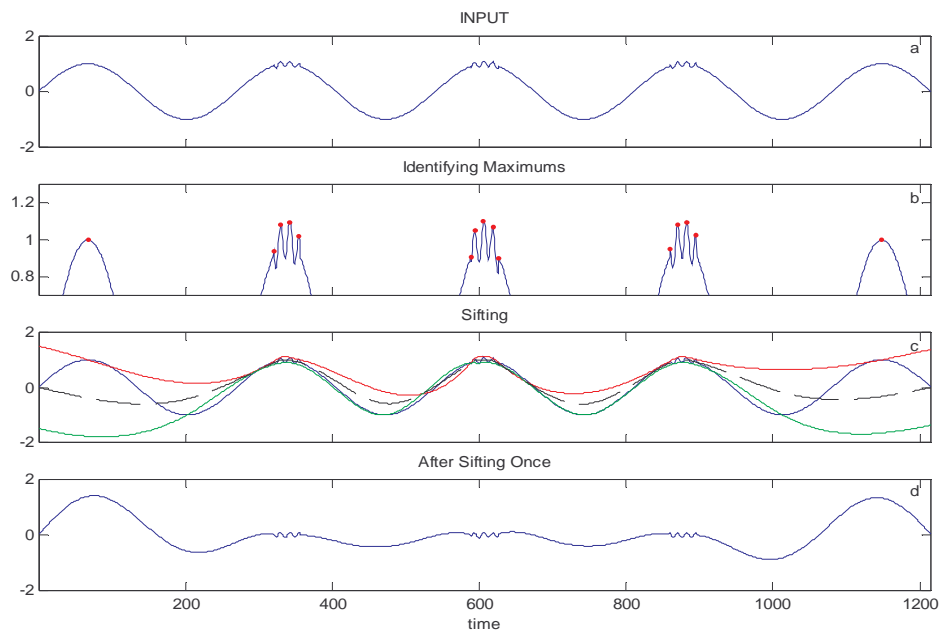 INPUT
a
2
0
-2
Identifying Maximums
b
1.2
1
0.8
Sifting
c
2
0
-2
After Sifting Once
d
2
0
-2
200 400 600 800 1000 1200
time